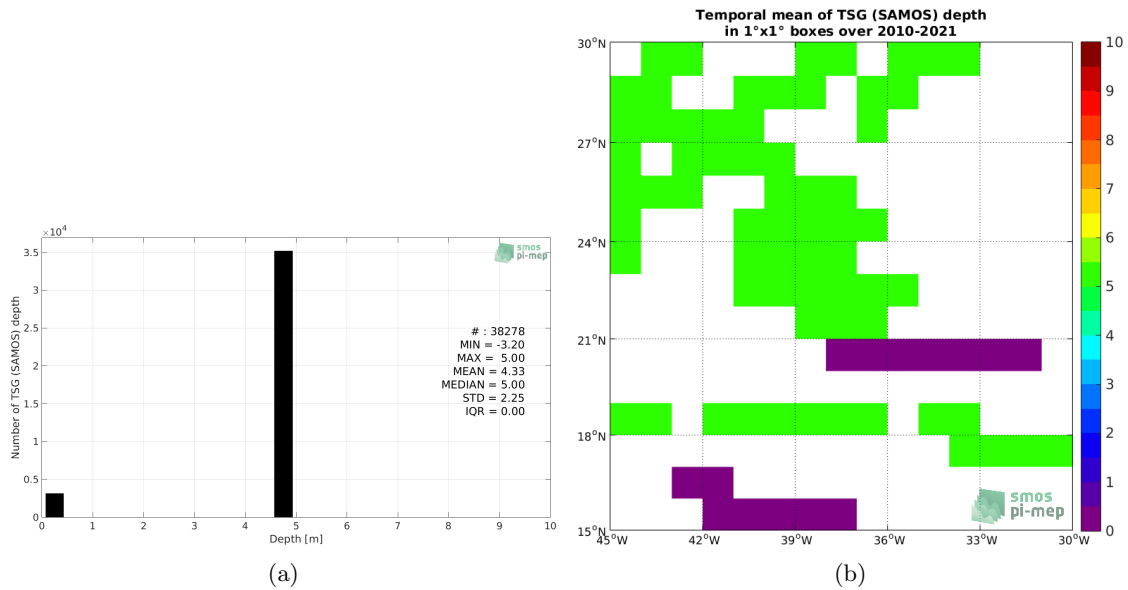 ×10⁴
3.5
3
2.5
2
1.5
1
0.5
0
Number of TSG (SAMOS) depth
0 1 2 3 4 5 6 7 8 9 10
Depth [m]
smos
pi-mep
# : 38278
MIN = -3.20
MAX = 5.00
MEAN = 4.33
MEDIAN = 5.00
STD = 2.25
IQR = 0.00
(a)
Temporal mean of TSG (SAMOS) depth
in 1°x1° boxes over 2010-2021
30°N
27°N
24°N
21°N
18°N
15°N
45°W 42°W 39°W 36°W 33°W 30°W
smos
pi-mep
10
9
8
7
6
5
4
3
2
1
0
(b)